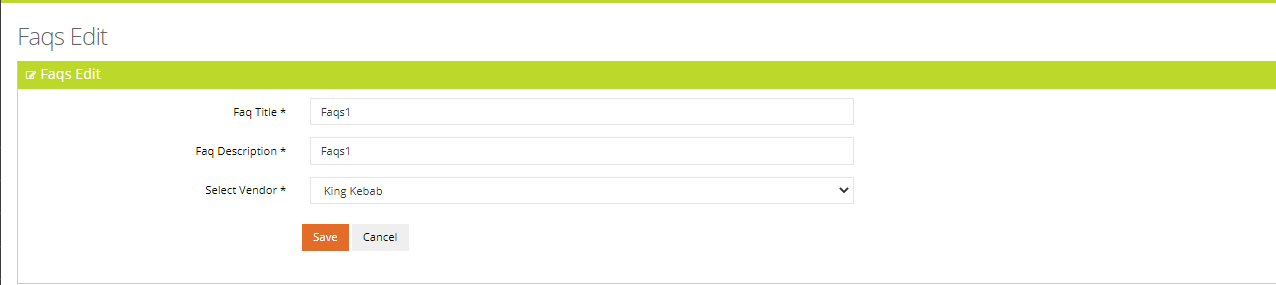 Faqs Edit
Faqs Edit
Faq Title * Faqs1
Faq Description * Faqs1
Select Vendor * King Kebab
Save Cancel